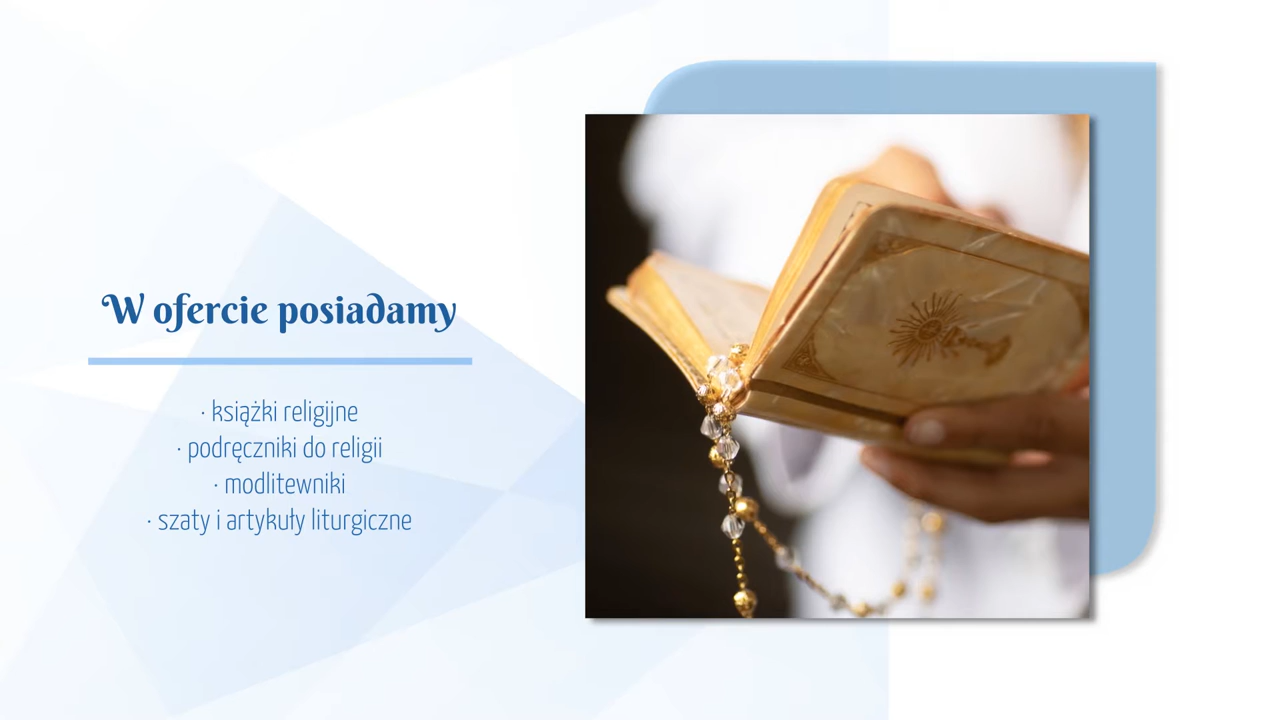 W ofercie posiadamy
· książki religijne
· podręczniki do religii
· modlitewniki
· szaty i artykuły liturgiczne